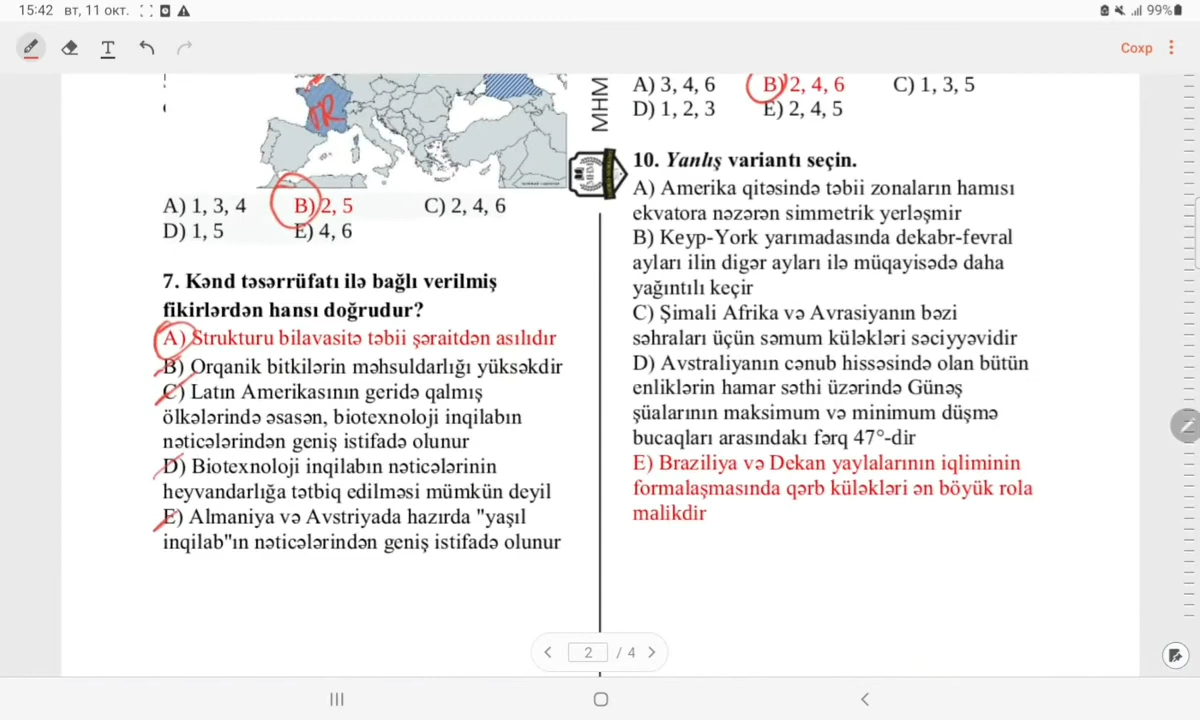 15:42 вт, 11 окт.
99%
T
Сохр
FR
A) 1, 3, 4 B) 2, 5 C) 2, 4, 6
D) 1, 5 E) 4, 6
7. Kənd təsərrüfatı ilə bağlı verilmiş
fikirlərdən hansı doğrudur?
A) Strukturu bilavasitə təbii şəraitdən asılıdır
B) Orqanik bitkilərin məhsuldarlığı yüksəkdir
C) Latın Amerikasının geridə qalmış
ölkələrində əsasən, biotexnoloji inqilabın
nəticələrindən geniş istifadə olunur
D) Biotexnoloji inqilabın nəticələrinin
heyvandarlığa tətbiq edilməsi mümkün deyil
E) Almaniya və Avstriyada hazırda "yaşıl
inqilab"ın nəticələrindən geniş istifadə olunur
MHM
A) 3, 4, 6 B) 2, 4, 6 C) 1, 3, 5
D) 1, 2, 3 E) 2, 4, 5
10. Yanlış variantı seçin.
A) Amerika qitəsində təbii zonaların hamısı
ekvatora nəzərən simmetrik yerləşmir
B) Keyp-York yarımadasında dekabr-fevral
ayları ilin digər ayları ilə müqayisədə daha
yağıntılı keçir
C) Şimali Afrika və Avrasiyanın bəzi
səhraları üçün səmum küləkləri səciyyəvidir
D) Avstraliyanın cənub hissəsində olan bütün
enliklərin hamar səthi üzərində Günəş
şüalarının maksimum və minimum düşmə
bucaqları arasındakı fərq 47°-dir
E) Braziliya və Dekan yaylalarının iqliminin
formalaşmasında qərb küləkləri ən böyük rola
malikdir
2 / 4